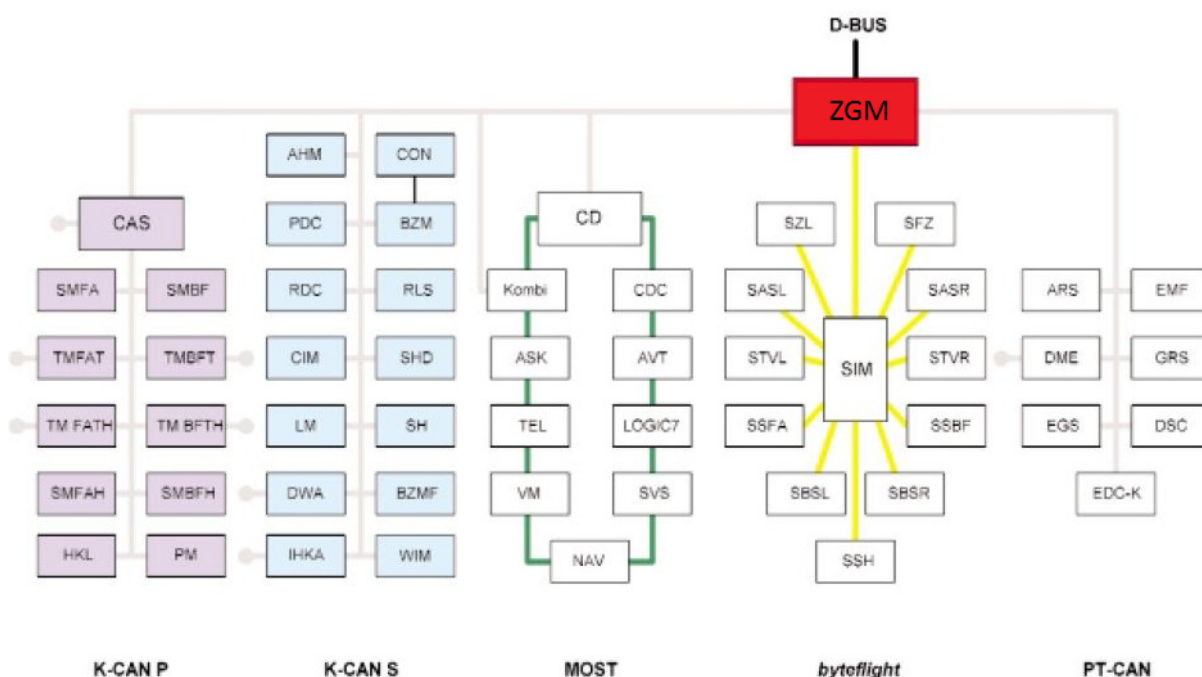 D-BUS
ZGM
AHM CON
CAS PDC BZM CD SZL SFZ
SMFA SMBF RDC RLS Kombi CDC SASL SASR ARS EMF
TMFAT TMBFT CIM SHD ASK AVT STVL SIM STVR DME GRS
TM FATH TM BFTH LM SH TEL LOGIC7 SSFA SSBF EGS DSC
SMFAH SMBFH DWA BZMF VM SVS SBSL SBSR EDC-K
HKL PM IHKA WIM NAV SSH
K-CAN P K-CAN S MOST byteflight PT-CAN